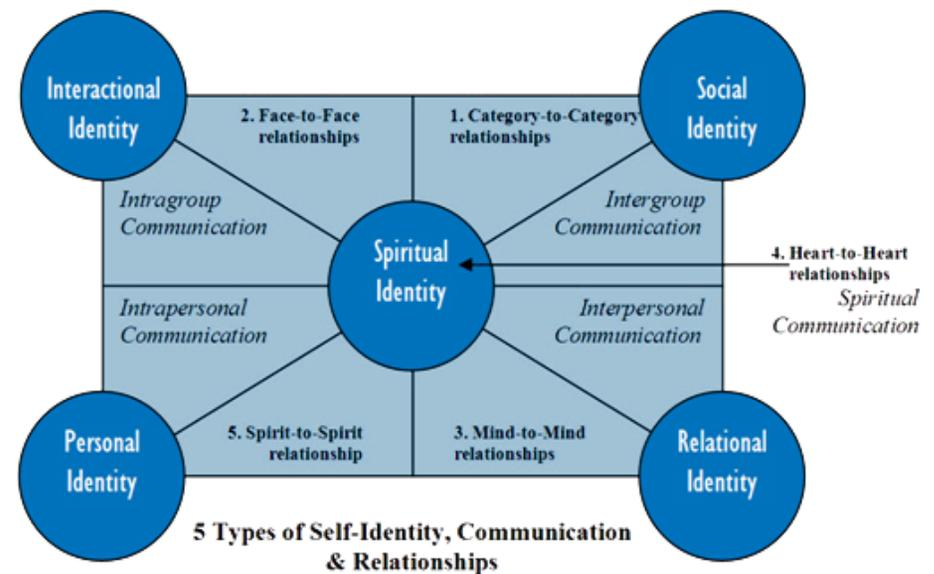 Interactional
Identity
2. Face-to-Face
relationships
1. Category-to-Category
relationships
Social
Identity
Intragroup
Communication
Intergroup
Communication
Spiritual
Identity
4. Heart-to-Heart
relationships
Spiritual
Communication
Intrapersonal
Communication
Interpersonal
Communication
Personal
Identity
5. Spirit-to-Spirit
relationship
3. Mind-to-Mind
relationships
Relational
Identity
5 Types of Self-Identity, Communication
& Relationships